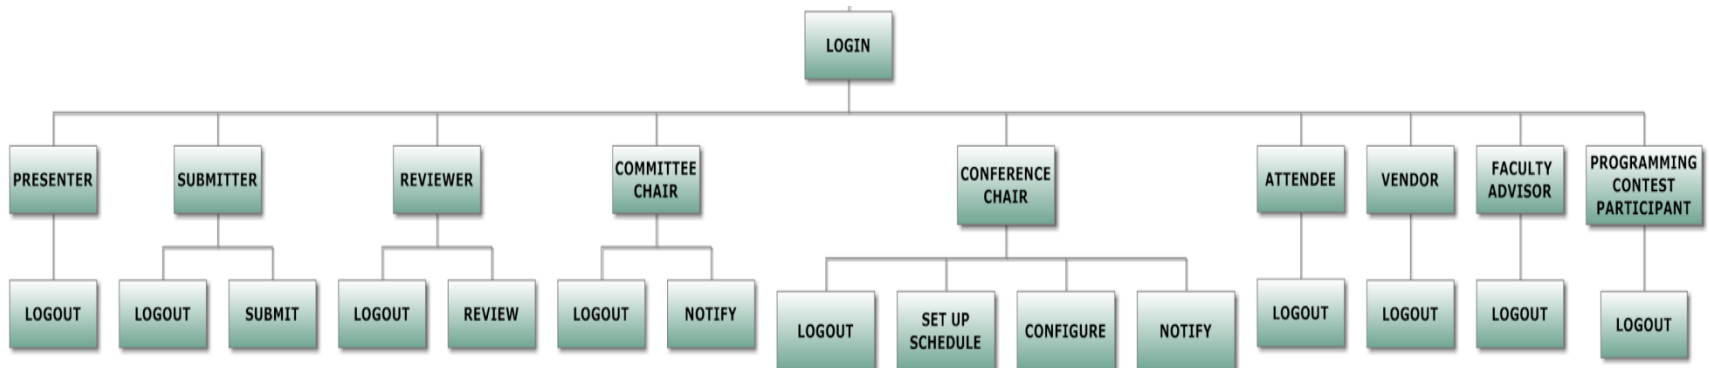 LOGIN
PRESENTER
SUBMITTER
REVIEWER
COMMITTEE
CHAIR
CONFERENCE
CHAIR
ATTENDEE
VENDOR
FACULTY
ADVISOR
PROGRAMMING
CONTEST
PARTICIPANT
LOGOUT
LOGOUT
SUBMIT
LOGOUT
REVIEW
LOGOUT
NOTIFY
LOGOUT
SET UP
SCHEDULE
CONFIGURE
NOTIFY
LOGOUT
LOGOUT
LOGOUT
LOGOUT